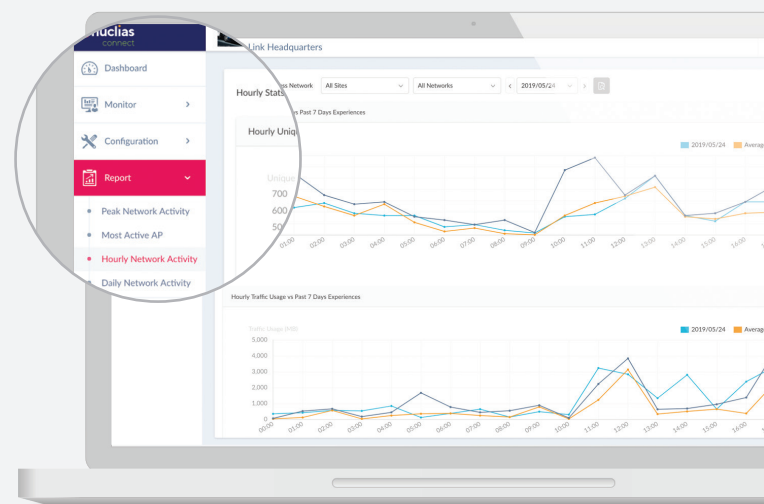 nuclias
connect
Dashboard
Monitor
Configuration
Report
Peak Network Activity
Most Active AP
Hourly Network Activity
Daily Network Activity
Link Headquarters
Hourly Stats
Network
All Sites
All Networks
2019/05/24
vs Past 7 Days Experiences
Hourly Uniq
2019/05/24
Average
Unique
700
600
50
01:00 02:00 03:00 04:00 05:00 06:00 07:00 08:00 09:00 10:00 11:00 12:00 13:00 14:00 15:00 16:00
Hourly Traffic Usage vs Past 7 Days Experiences
Traffic Usage (MB)
2019/05/24
Average
5,000
4,000
3,000
2,000
1,000
0
00:00 01:00 02:00 03:00 04:00 05:00 06:00 07:00 08:00 09:00 10:00 11:00 12:00 13:00 14:00 15:00 16:00